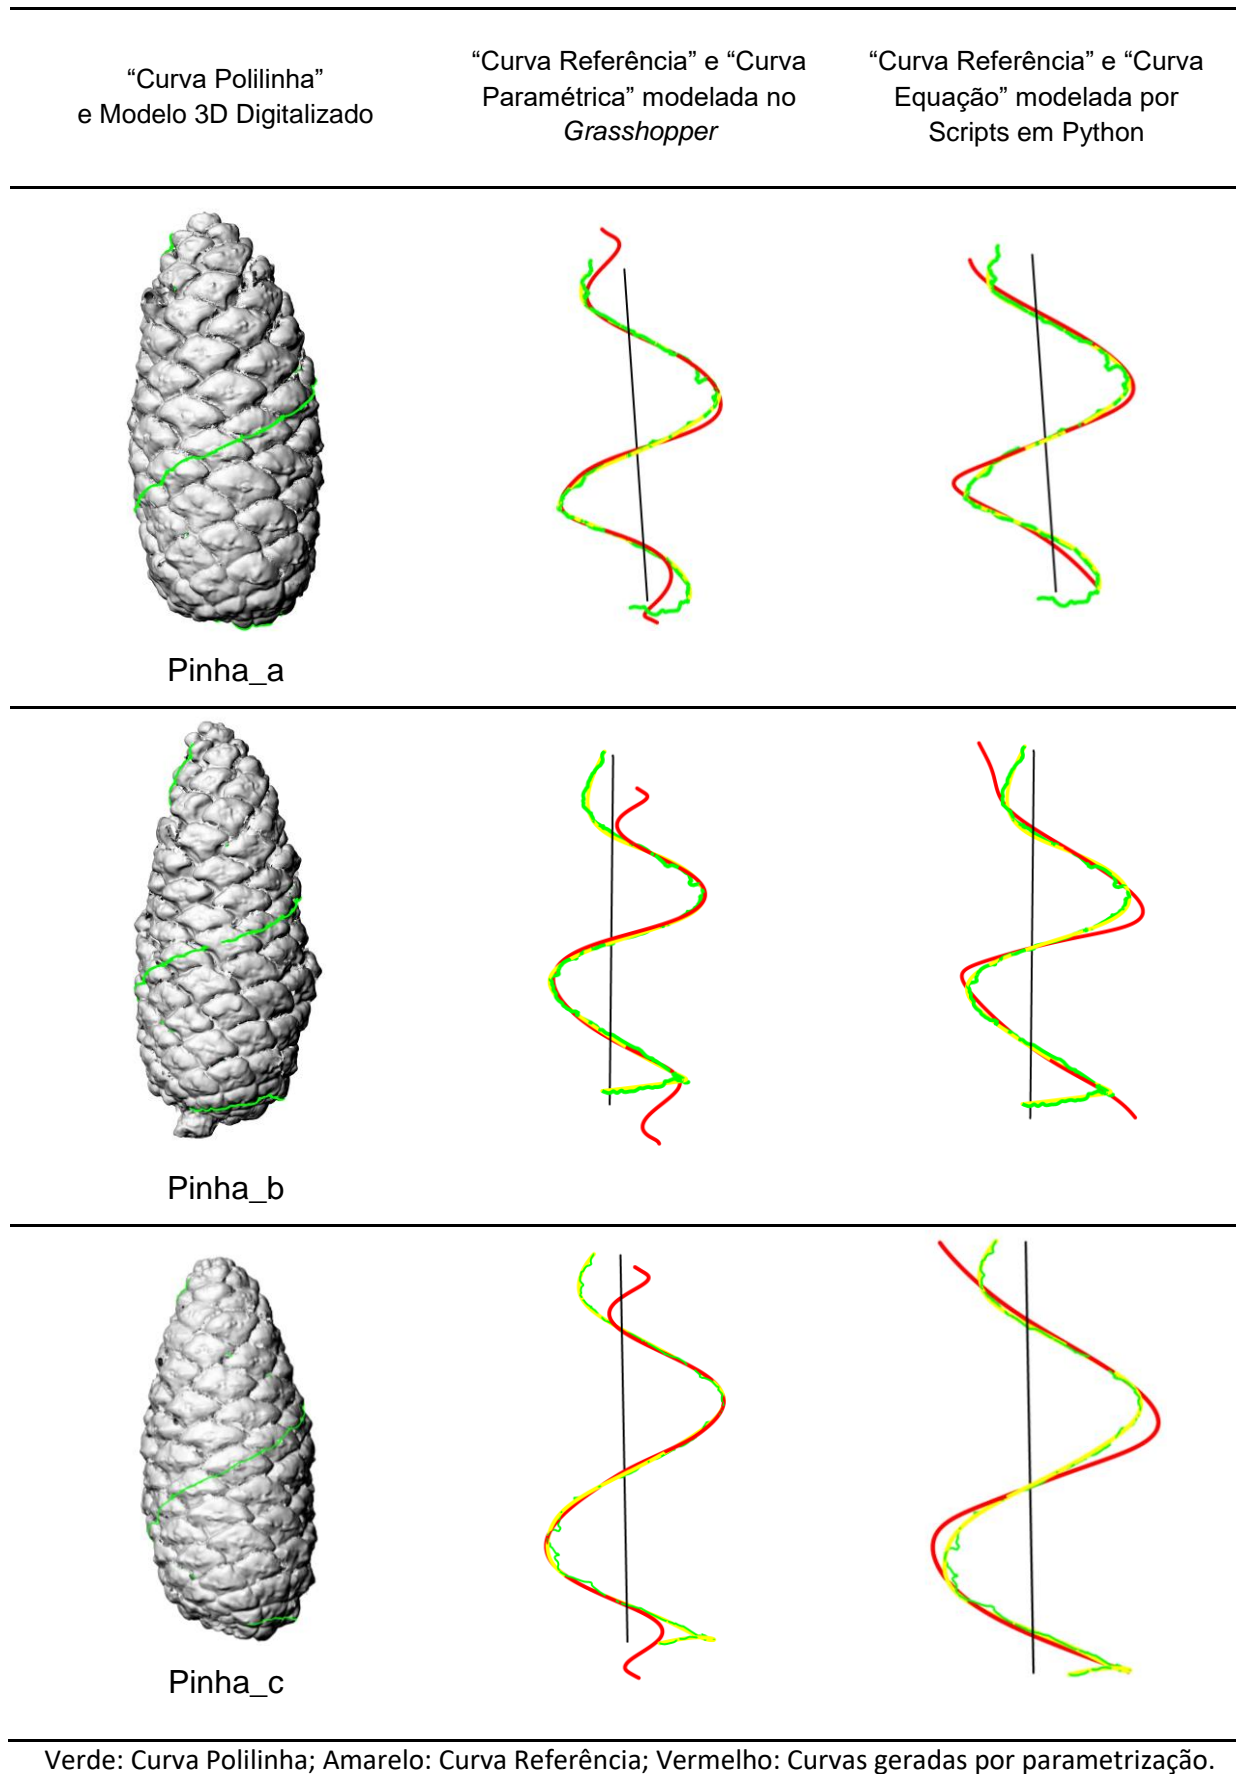 “Curva Polilinha”
e Modelo 3D Digitalizado
“Curva Referência” e “Curva
Paramétrica” modelada no
Grasshopper
“Curva Referência” e “Curva
Equação” modelada por
Scripts em Python
Pinha_a
Pinha_b
Pinha_c
Verde: Curva Polilinha; Amarelo: Curva Referência; Vermelho: Curvas geradas por parametrização.